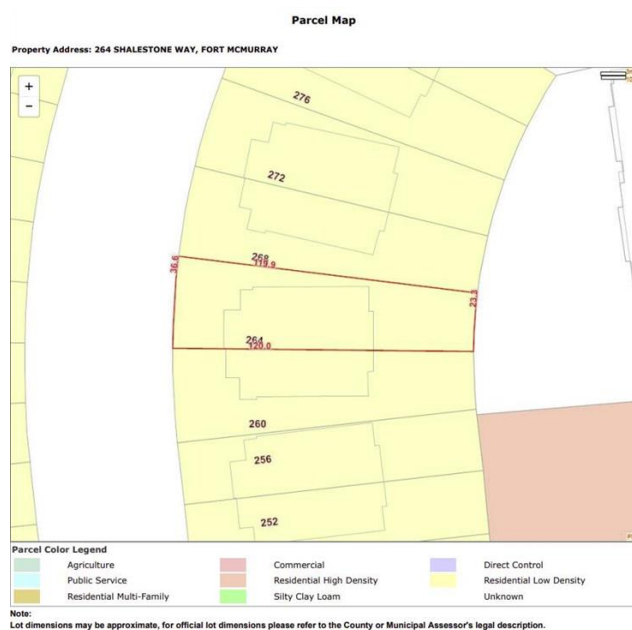 Parcel Map
Property Address: 264 SHALESTONE WAY, FORT MCMURRAY
+
−
276
272
268
119.9
36.6
23.3
264
120.0
260
256
252
Parcel Color Legend
Agriculture
Commercial
Direct Control
Public Service
Residential High Density
Residential Low Density
Residential Multi-Family
Silty Clay Loam
Unknown
Note:
Lot dimensions may be approximate, for official lot dimensions please refer to the County or Municipal Assessor's legal description.